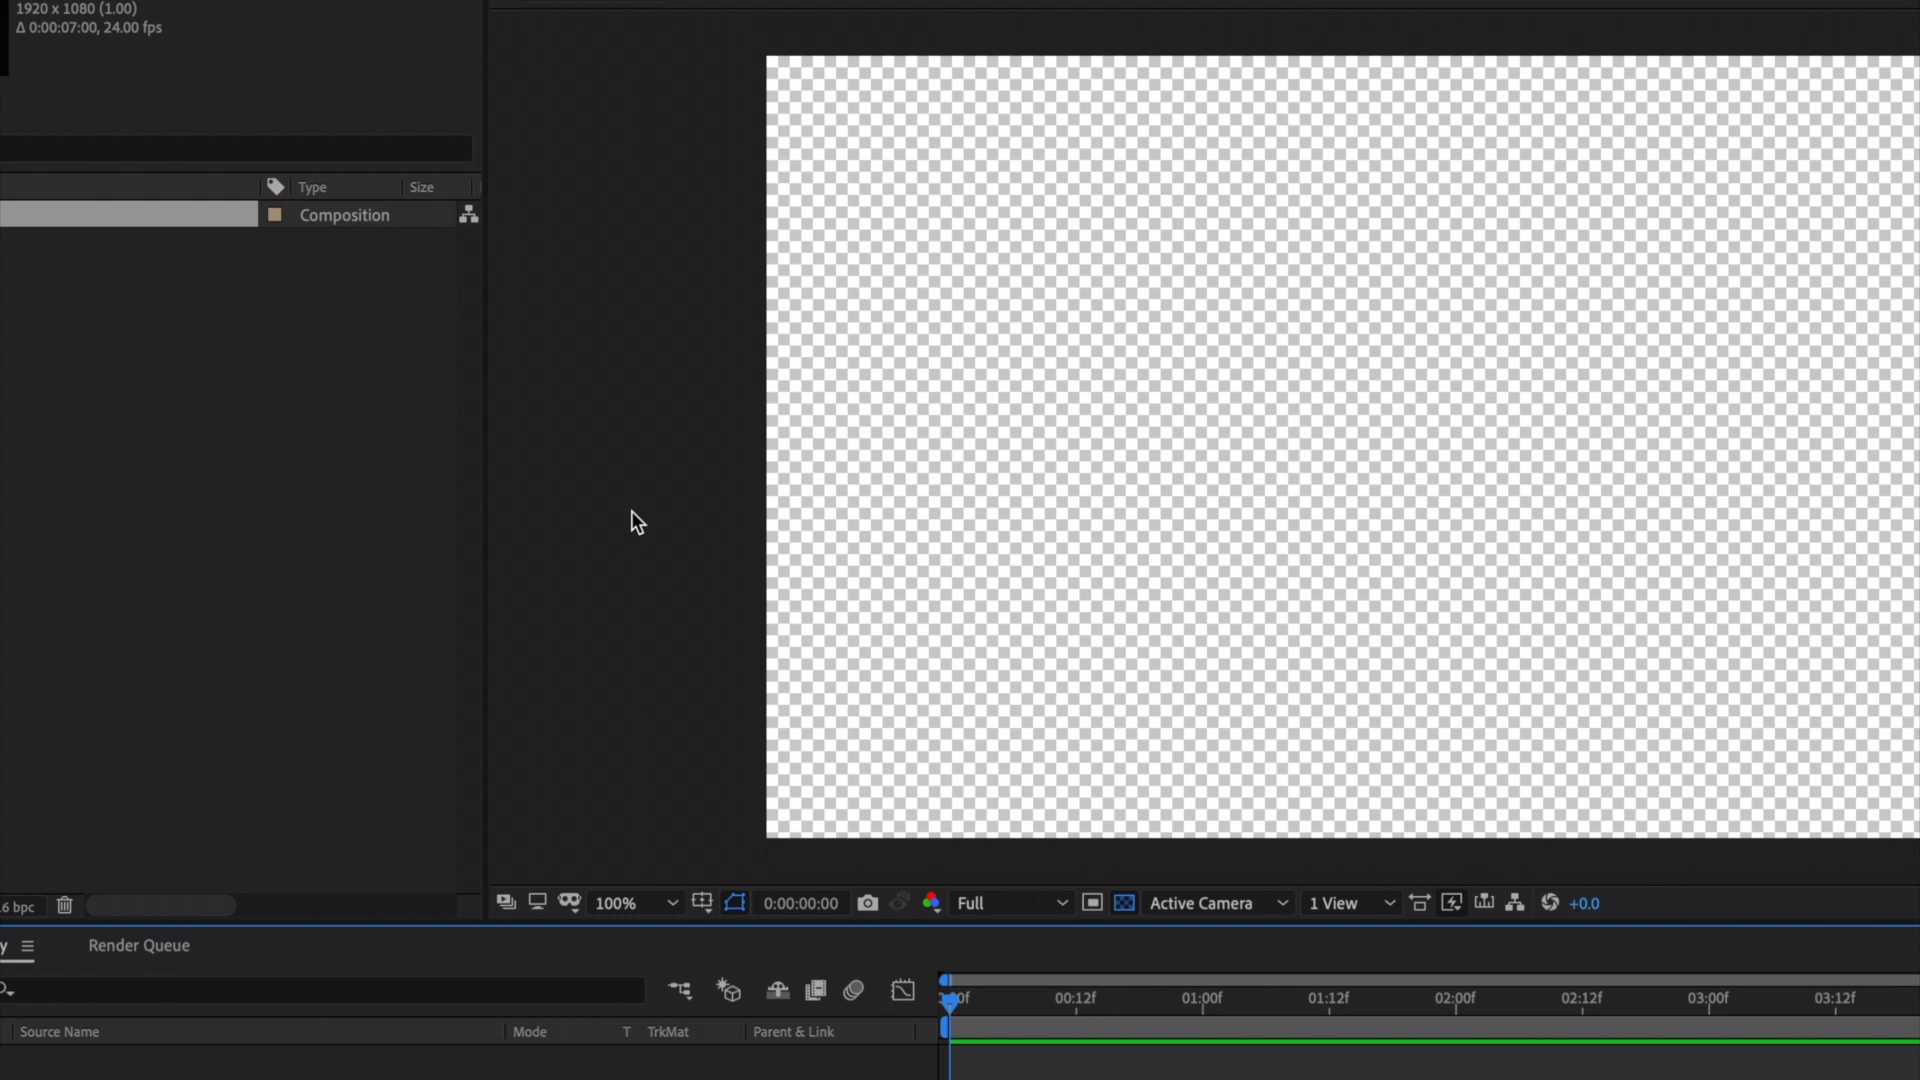 1920 x 1080 (1.00)
Δ 0:00:07:00, 24.00 fps
Type Size
Composition
6 bpc
100% 0:00:00:00 Full Active Camera 1 View +0.0
y Render Queue
00f 00:12f 01:00f 01:12f 02:00f 02:12f 03:00f 03:12f
Source Name Mode T TrkMat Parent & Link